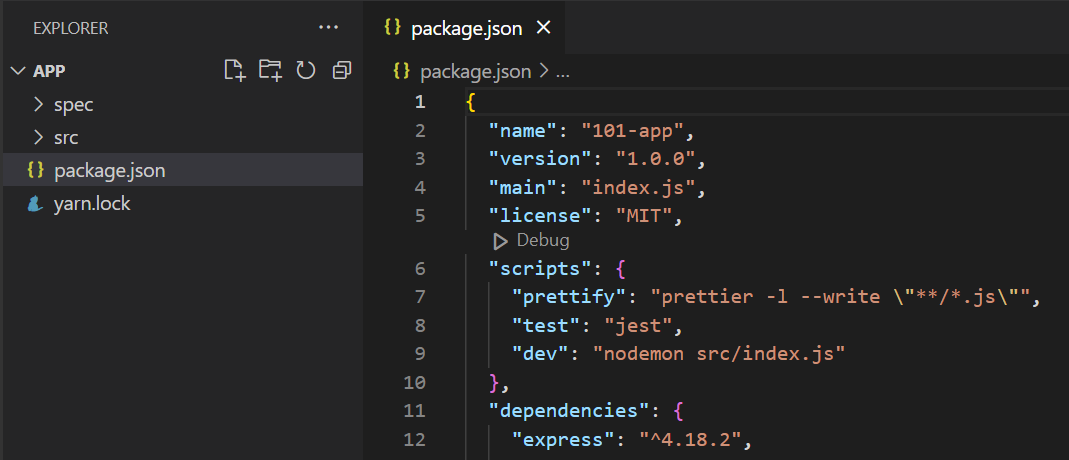 EXPLORER
APP
spec
src
package.json
yarn.lock
package.json
package.json > ...
1 {
2 "name": "101-app",
3 "version": "1.0.0",
4 "main": "index.js",
5 "license": "MIT",
Debug
6 "scripts": {
7 "prettify": "prettier -l --write \"**/*.js\"",
8 "test": "jest",
9 "dev": "nodemon src/index.js"
10 },
11 "dependencies": {
12 "express": "^4.18.2",